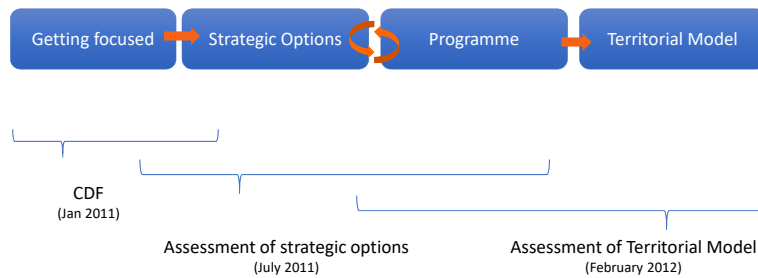 Getting focused
Strategic Options
Programme
Territorial Model
CDF
(Jan 2011)
Assessment of strategic options
(July 2011)
Assessment of Territorial Model
(February 2012)